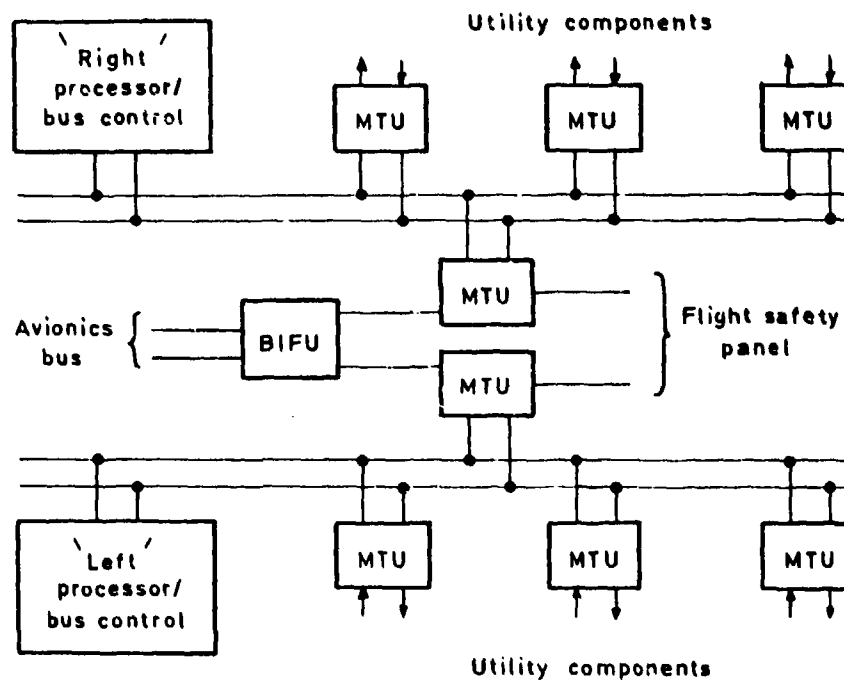 Utility components
'Right'
processor/
bus control
MTU
MTU
MTU
MTU
Avionics
bus
BIFU
Flight safety
panel
MTU
'Left'
processor/
bus control
MTU
MTU
MTU
Utility components